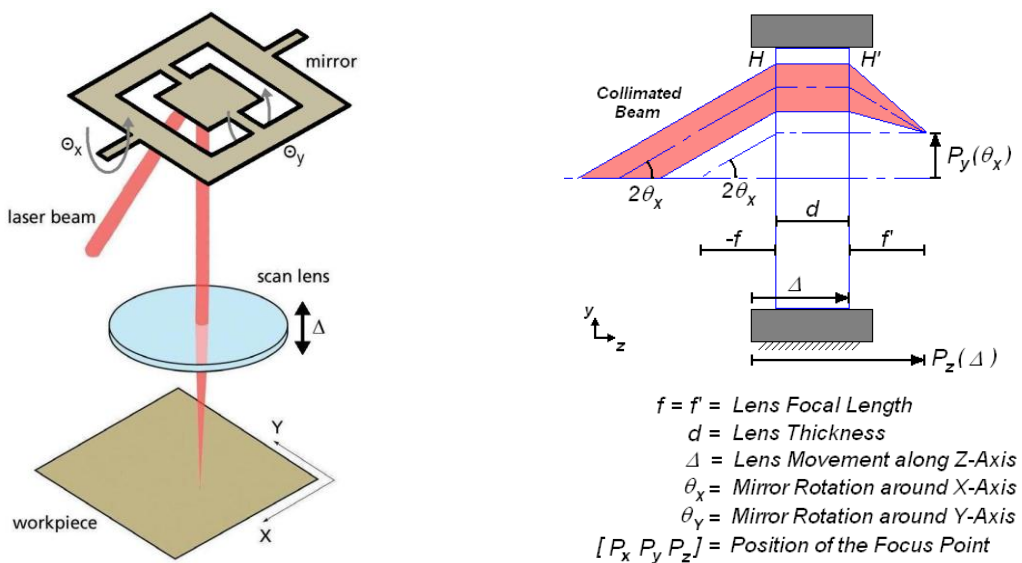 mirror
Θx
Θy
laser beam
scan lens
Δ
Y
X
workpiece
H H'
Collimated
Beam
2θx
2θx
Py(θx)
d
-f
f'
Δ
y
z
Pz(Δ)
f = f' = Lens Focal Length
d = Lens Thickness
Δ = Lens Movement along Z-Axis
θX = Mirror Rotation around X-Axis
θY = Mirror Rotation around Y-Axis
[ Px Py Pz] = Position of the Focus Point